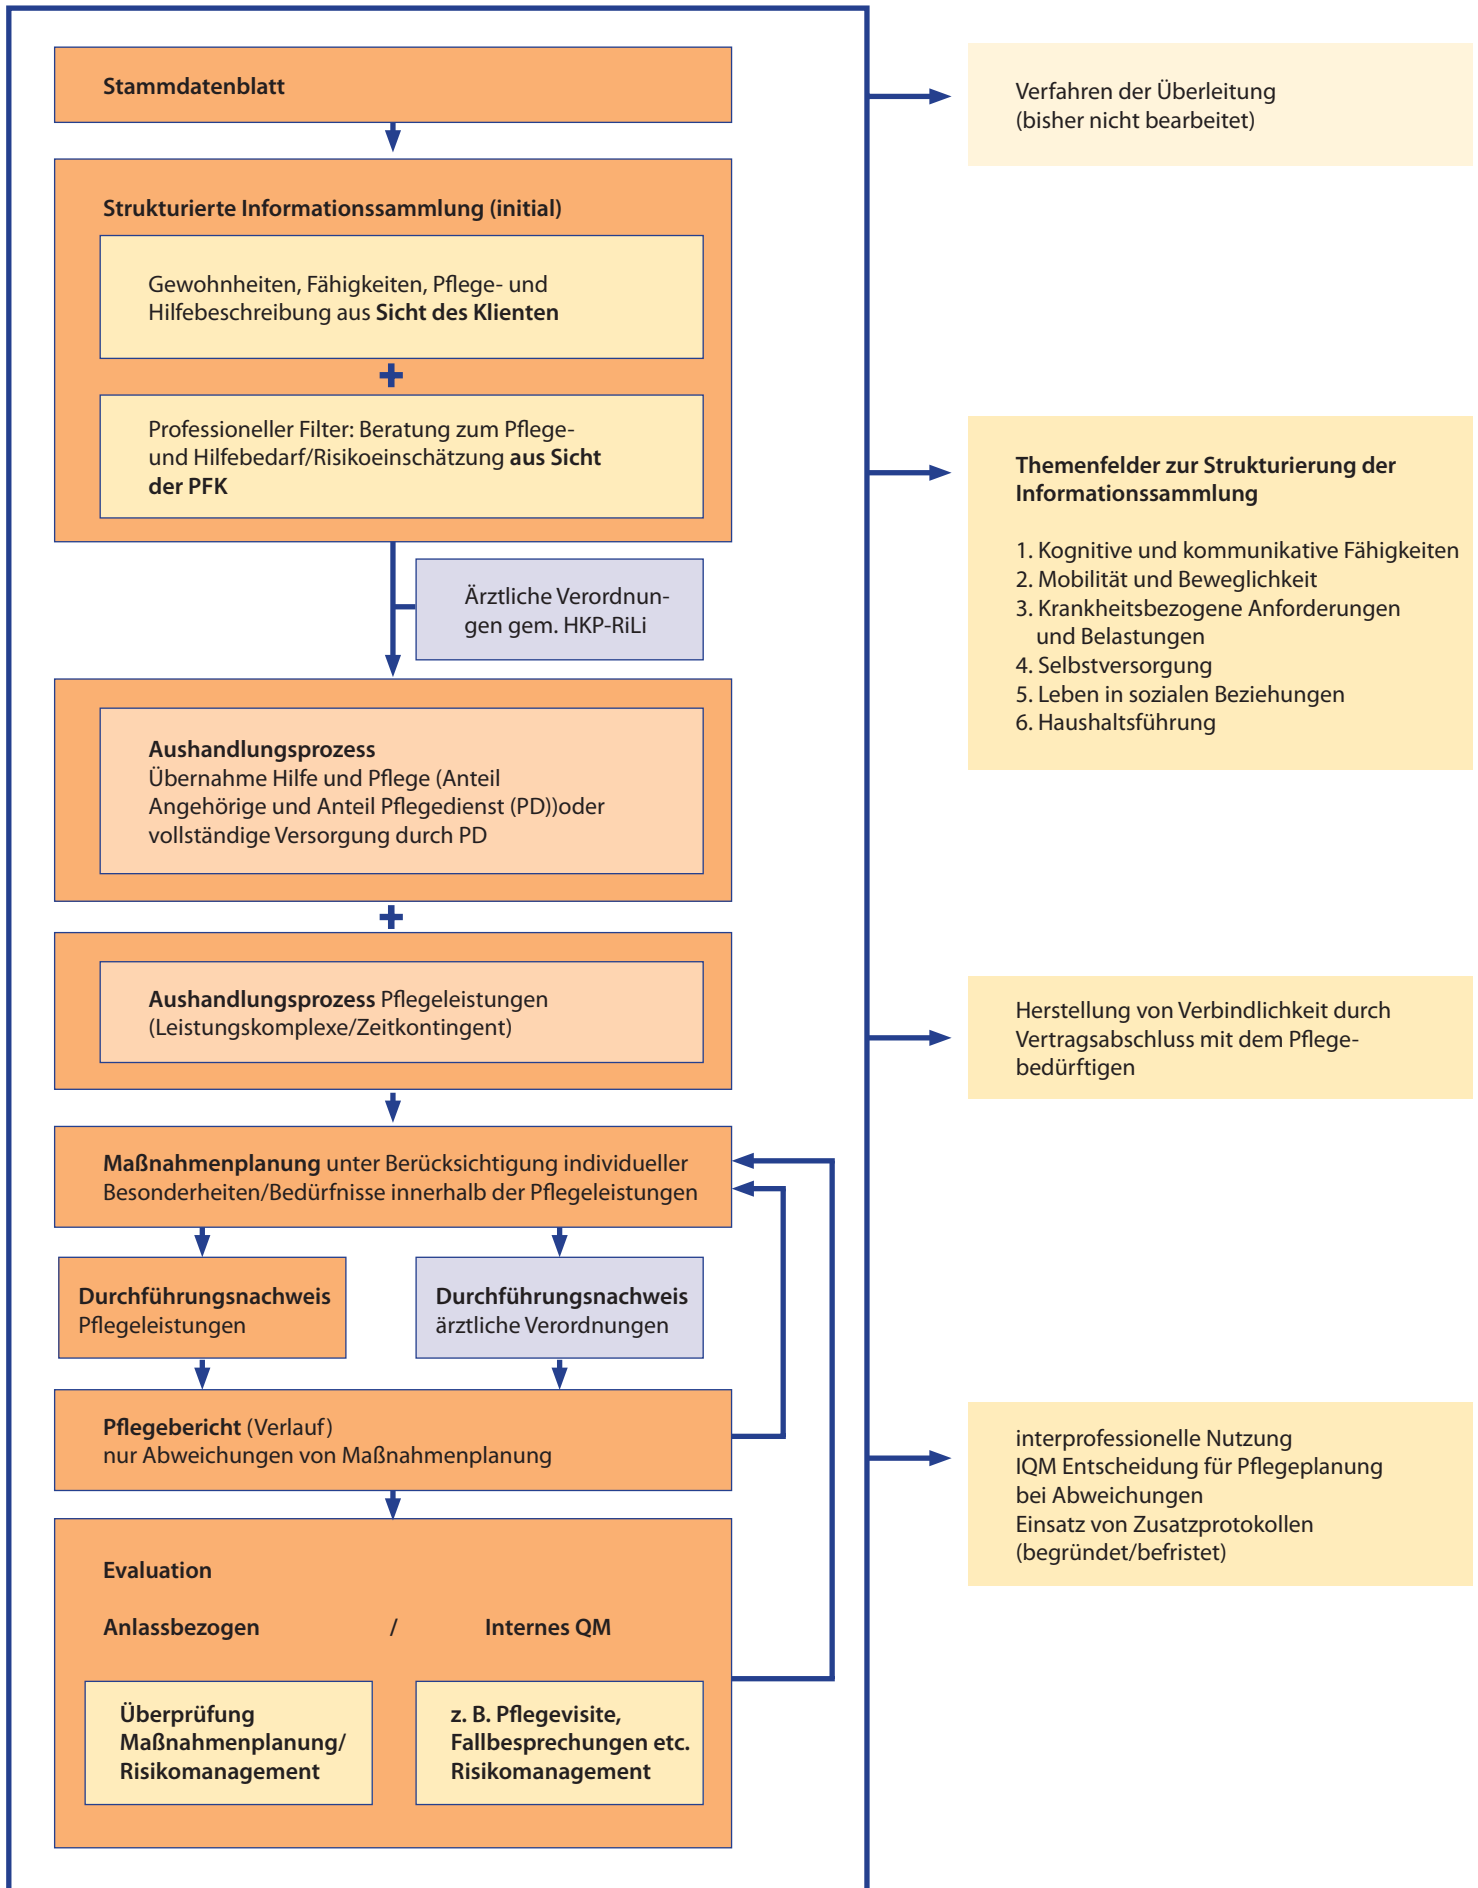 Stammdatenblatt
Verfahren der Überleitung
(bisher nicht bearbeitet)
Strukturierte Informationssammlung (initial)
Gewohnheiten, Fähigkeiten, Pflege- und
Hilfebeschreibung aus Sicht des Klienten
Professioneller Filter: Beratung zum Pflege-
und Hilfebedarf/Risikoeinschätzung aus Sicht
der PFK
Themenfelder zur Strukturierung der
Informationssammlung
1. Kognitive und kommunikative Fähigkeiten
2. Mobilität und Beweglichkeit
3. Krankheitsbezogene Anforderungen
und Belastungen
4. Selbstversorgung
5. Leben in sozialen Beziehungen
6. Haushaltsführung
Ärztliche Verordnun-
gen gem. HKP-RiLi
Aushandlungsprozess
Übernahme Hilfe und Pflege (Anteil
Angehörige und Anteil Pflegedienst (PD))oder
vollständige Versorgung durch PD
Aushandlungsprozess Pflegeleistungen
(Leistungskomplexe/Zeitkontingent)
Herstellung von Verbindlichkeit durch
Vertragsabschluss mit dem Pflege-
bedürftigen
Maßnahmenplanung unter Berücksichtigung individueller
Besonderheiten/Bedürfnisse innerhalb der Pflegeleistungen
Durchführungsnachweis
Pflegeleistungen
Durchführungsnachweis
ärztliche Verordnungen
Pflegebericht (Verlauf)
nur Abweichungen von Maßnahmenplanung
interprofessionelle Nutzung
IQM Entscheidung für Pflegeplanung
bei Abweichungen
Einsatz von Zusatzprotokollen
(begründet/befristet)
Evaluation
Anlassbezogen / Internes QM
Überprüfung
Maßnahmenplanung/
Risikomanagement
z. B. Pflegevisite,
Fallbesprechungen etc.
Risikomanagement